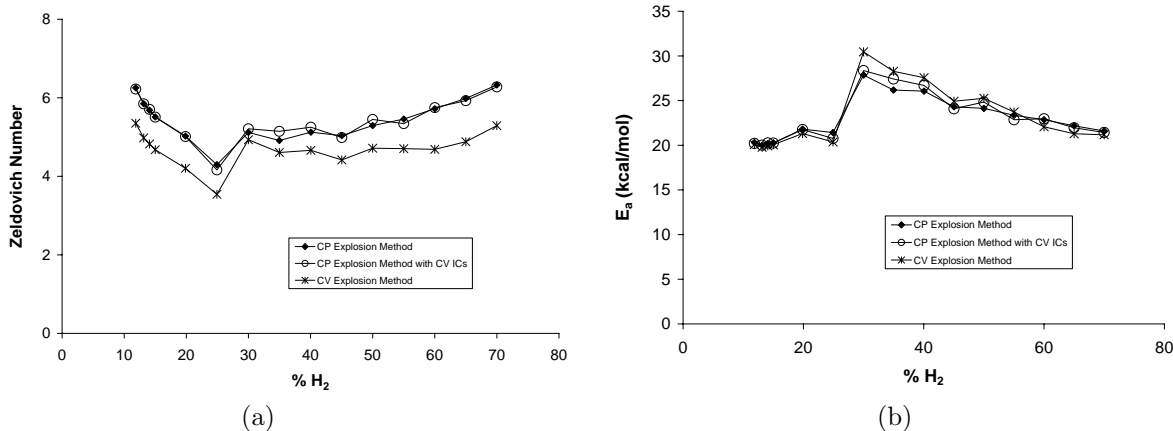 8
6
4
2
0
Zeldovich Number
CP Explosion Method
CP Explosion Method with CV ICs
CV Explosion Method
0 10 20 30 40 50 60 70 80
% H2
(a)
35
30
25
20
15
10
5
0
Ea (kcal/mol)
CP Explosion Method
CP Explosion Method with CV ICs
CV Explosion Method
0 20 40 60 80
% H2
(b)